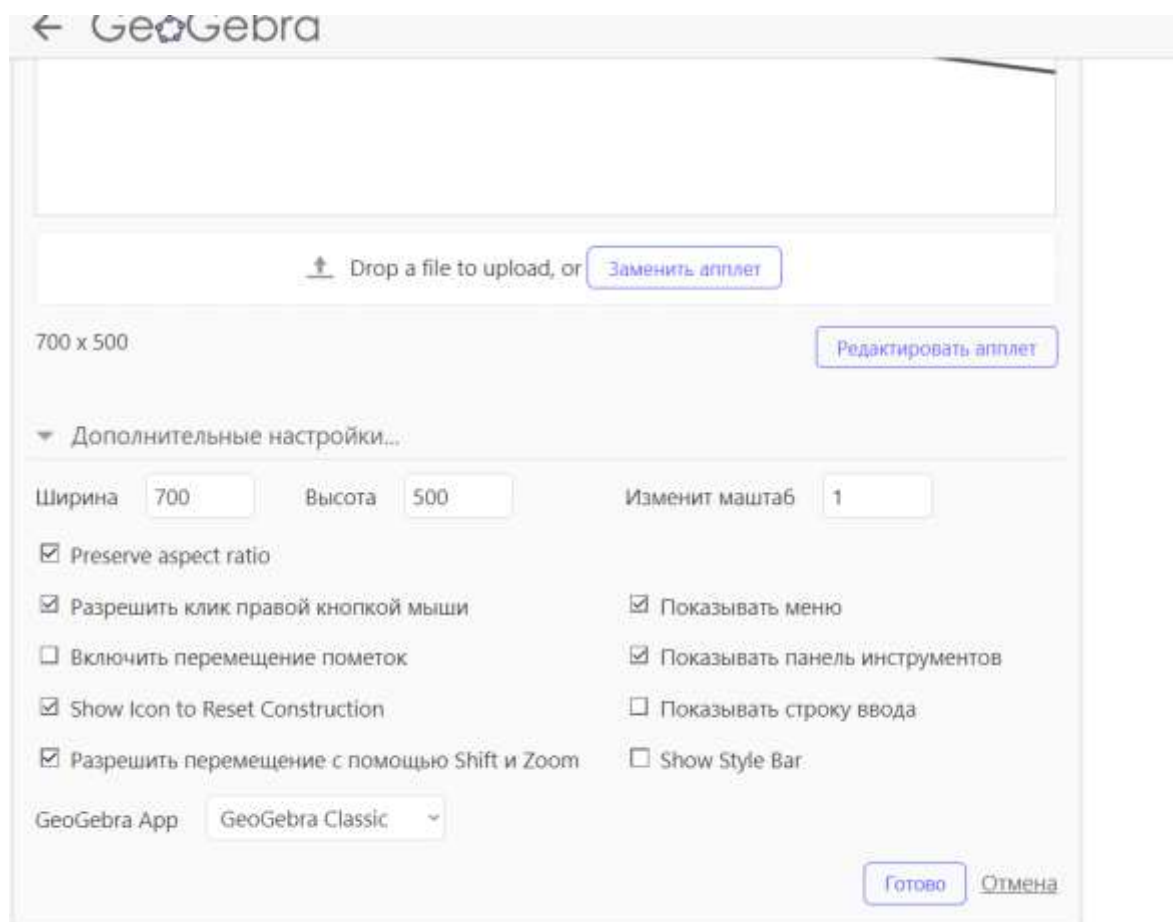 ← GeoGebra
Drop a file to upload, or Заменить апплет
700 x 500
Редактировать апплет
Дополнительные настройки...
Ширина 700 Высота 500 Изменит маштаб 1
Preserve aspect ratio
Разрешить клик правой кнопкой мыши Показывать меню
Включить перемещение пометок Показывать панель инструментов
Show Icon to Reset Construction Показывать строку ввода
Разрешить перемещение с помощью Shift и Zoom Show Style Bar
GeoGebra App GeoGebra Classic
Готово Отмена